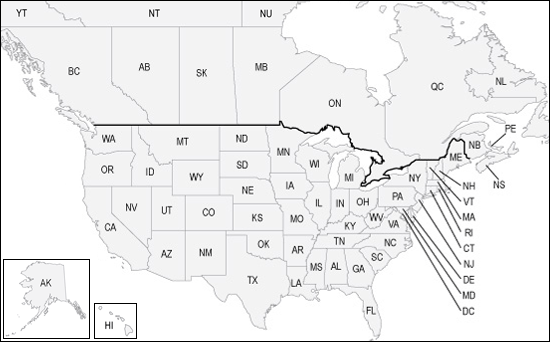 YT NT NU
NL
BC AB SK MB
QC
ON
PE
WA MT ND MN ME NB
OR ID SD WI NY NH NS
WY MI VT
NE IA PA MA
NV UT CO IL IN OH RI
CA KS MO WV VA CT
KY
AZ NM OK AR TN NC NJ
SC DE
TX MS AL GA MD
LA
AK FL DC
HI